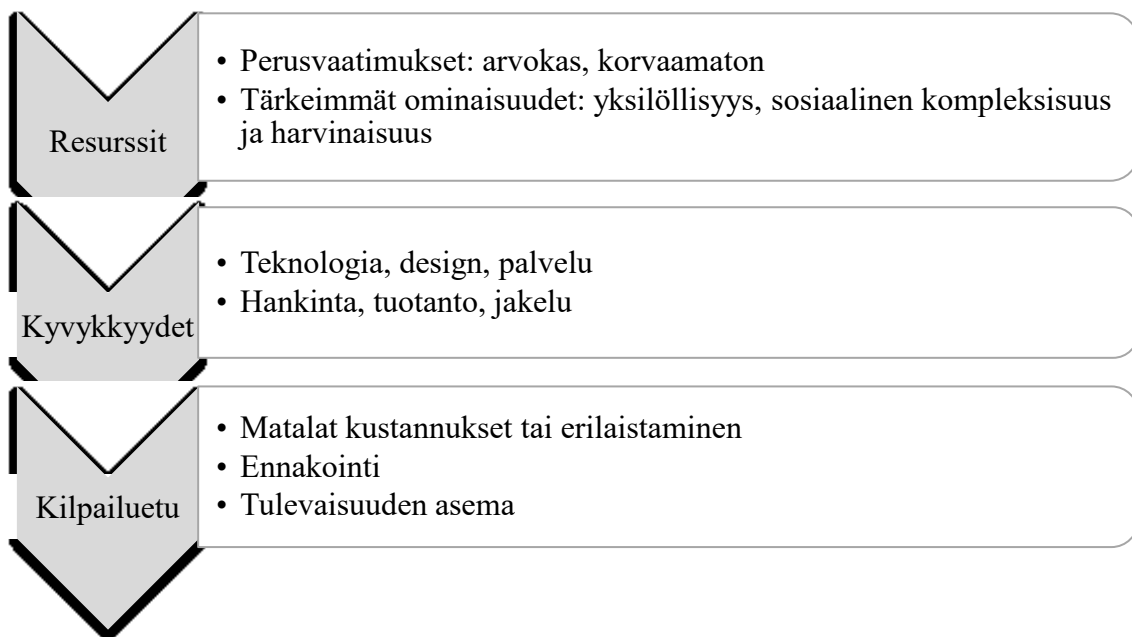 Resurssit
• Perusvaatimukset: arvokas, korvaamaton
• Tärkeimmät ominaisuudet: yksilöllisyys, sosiaalinen kompleksisuus
ja harvinaisuus
Kyvykkyydet
• Teknologia, design, palvelu
• Hankinta, tuotanto, jakelu
Kilpailuetu
• Matalat kustannukset tai erilaistaminen
• Ennakointi
• Tulevaisuuden asema